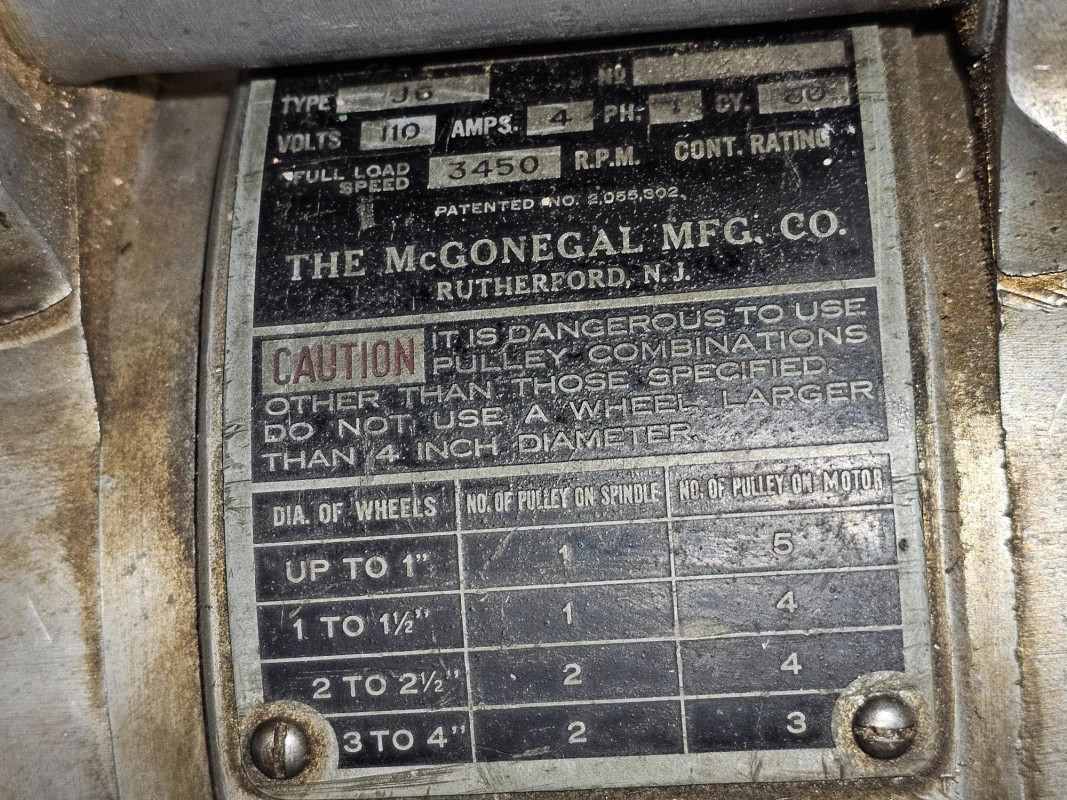 TYPE J6 NO
VOLTS 110 AMPS. 4 PH. 1 CY. 60
FULL LOAD SPEED 3450 R.P.M. CONT. RATING
PATENTED NO. 2,055,302
THE McGONEGAL MFG. CO.
RUTHERFORD, N.J.
CAUTION IT IS DANGEROUS TO USE
PULLEY COMBINATIONS
OTHER THAN THOSE SPECIFIED.
DO NOT USE A WHEEL LARGER
THAN 4 INCH DIAMETER.
DIA. OF WHEELS NO. OF PULLEY ON SPINDLE NO. OF PULLEY ON MOTOR
UP TO 1" 1 5
1 TO 1½" 1 4
2 TO 2½" 2 4
3 TO 4" 2 3